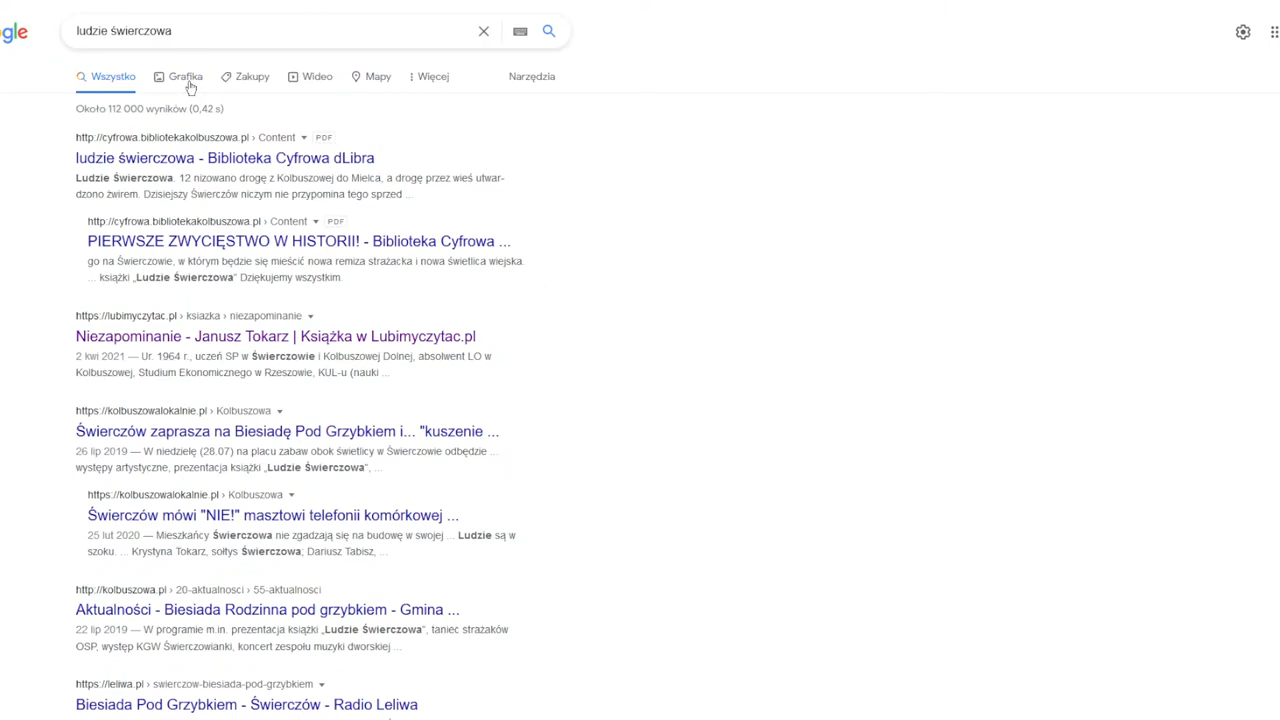 gle
ludzie świerczowa
Wszystko Grafika Zakupy Wideo Mapy Więcej Narzędzia
Około 112 000 wyników (0,42 s)
http://cyfrowa.bibliotekakolbuszowa.pl › Content PDF
ludzie świerczowa - Biblioteka Cyfrowa dLibra
Ludzie Świerczowa. 12 nizowano drogę z Kolbuszowej do Mielca, a drogę przez wieś utwar-
dzono żwirem. Dzisiejszy Świerczów niczym nie przypomina tego sprzed ...
http://cyfrowa.bibliotekakolbuszowa.pl › Content PDF
PIERWSZE ZWYCIĘSTWO W HISTORII! - Biblioteka Cyfrowa ...
go na Świerczowie, w którym będzie się mieścić nowa remiza strażacka i nowa świetlica wiejska.
... książki „Ludzie Świerczowa” Dziękujemy wszystkim.
https://lubimyczytac.pl › ksiazka › niezapominanie
Niezapominanie - Janusz Tokarz | Książka w Lubimyczytac.pl
2 kwi 2021 — Ur. 1964 r., uczeń SP w Świerczowie i Kolbuszowej Dolnej, absolwent LO w
Kolbuszowej, Studium Ekonomicznego w Rzeszowie, KUL-u (nauki ...
https://kolbuszowalokalnie.pl › Kolbuszowa
Świerczów zaprasza na Biesiadę Pod Grzybkiem i... "kuszenie ...
26 lip 2019 — W niedzielę (28.07) na placu zabaw obok świetlicy w Świerczowie odbędzie ...
występy artystyczne, prezentacja książki „Ludzie Świerczowa”, ...
https://kolbuszowalokalnie.pl › Kolbuszowa
Świerczów mówi "NIE!" masztowi telefonii komórkowej ...
25 lut 2020 — Mieszkańcy Świerczowa nie zgadzają się na budowę w swojej ... Ludzie są w
szoku. ... Krystyna Tokarz, sołtys Świerczowa; Dariusz Tabisz, ...
http://kolbuszowa.pl › 20-aktualnosci › 55-aktualnosci
Aktualności - Biesiada Rodzinna pod grzybkiem - Gmina ...
22 lip 2019 — W programie m.in. prezentacja książki „Ludzie Świerczowa”, taniec strażaków
OSP, występ KGW Świerczowianki, koncert zespołu muzyki dworskiej ...
https://leliwa.pl › swierczow-biesiada-pod-grzybkiem
Biesiada Pod Grzybkiem - Świerczów - Radio Leliwa